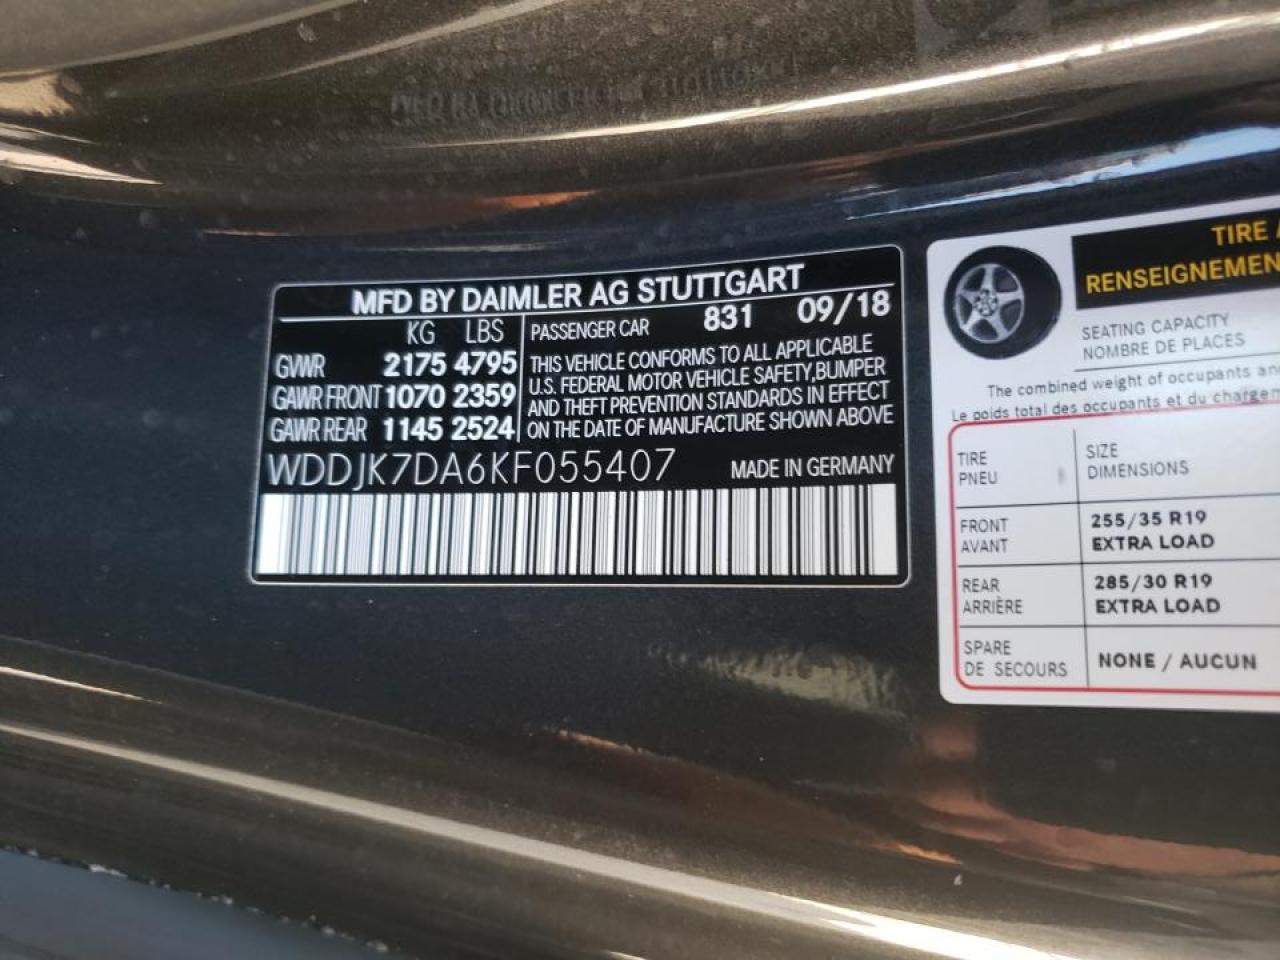 MFD BY DAIMLER AG STUTTGART
KG LBS
GVWR 2175 4795
GAWR FRONT 1070 2359
GAWR REAR 1145 2524
PASSENGER CAR 831 09/18
THIS VEHICLE CONFORMS TO ALL APPLICABLE
U.S. FEDERAL MOTOR VEHICLE SAFETY,BUMPER
AND THEFT PREVENTION STANDARDS IN EFFECT
ON THE DATE OF MANUFACTURE SHOWN ABOVE
WDDJK7DA6KF055407 MADE IN GERMANY
TIRE
RENSEIGNEMEN
SEATING CAPACITY
NOMBRE DE PLACES
The combined weight of occupants an
Le poids total des occupants et du chargem
TIRE
PNEU
SIZE
DIMENSIONS
FRONT
AVANT
255/35 R19
EXTRA LOAD
REAR
ARRIÈRE
285/30 R19
EXTRA LOAD
SPARE
DE SECOURS
NONE / AUCUN